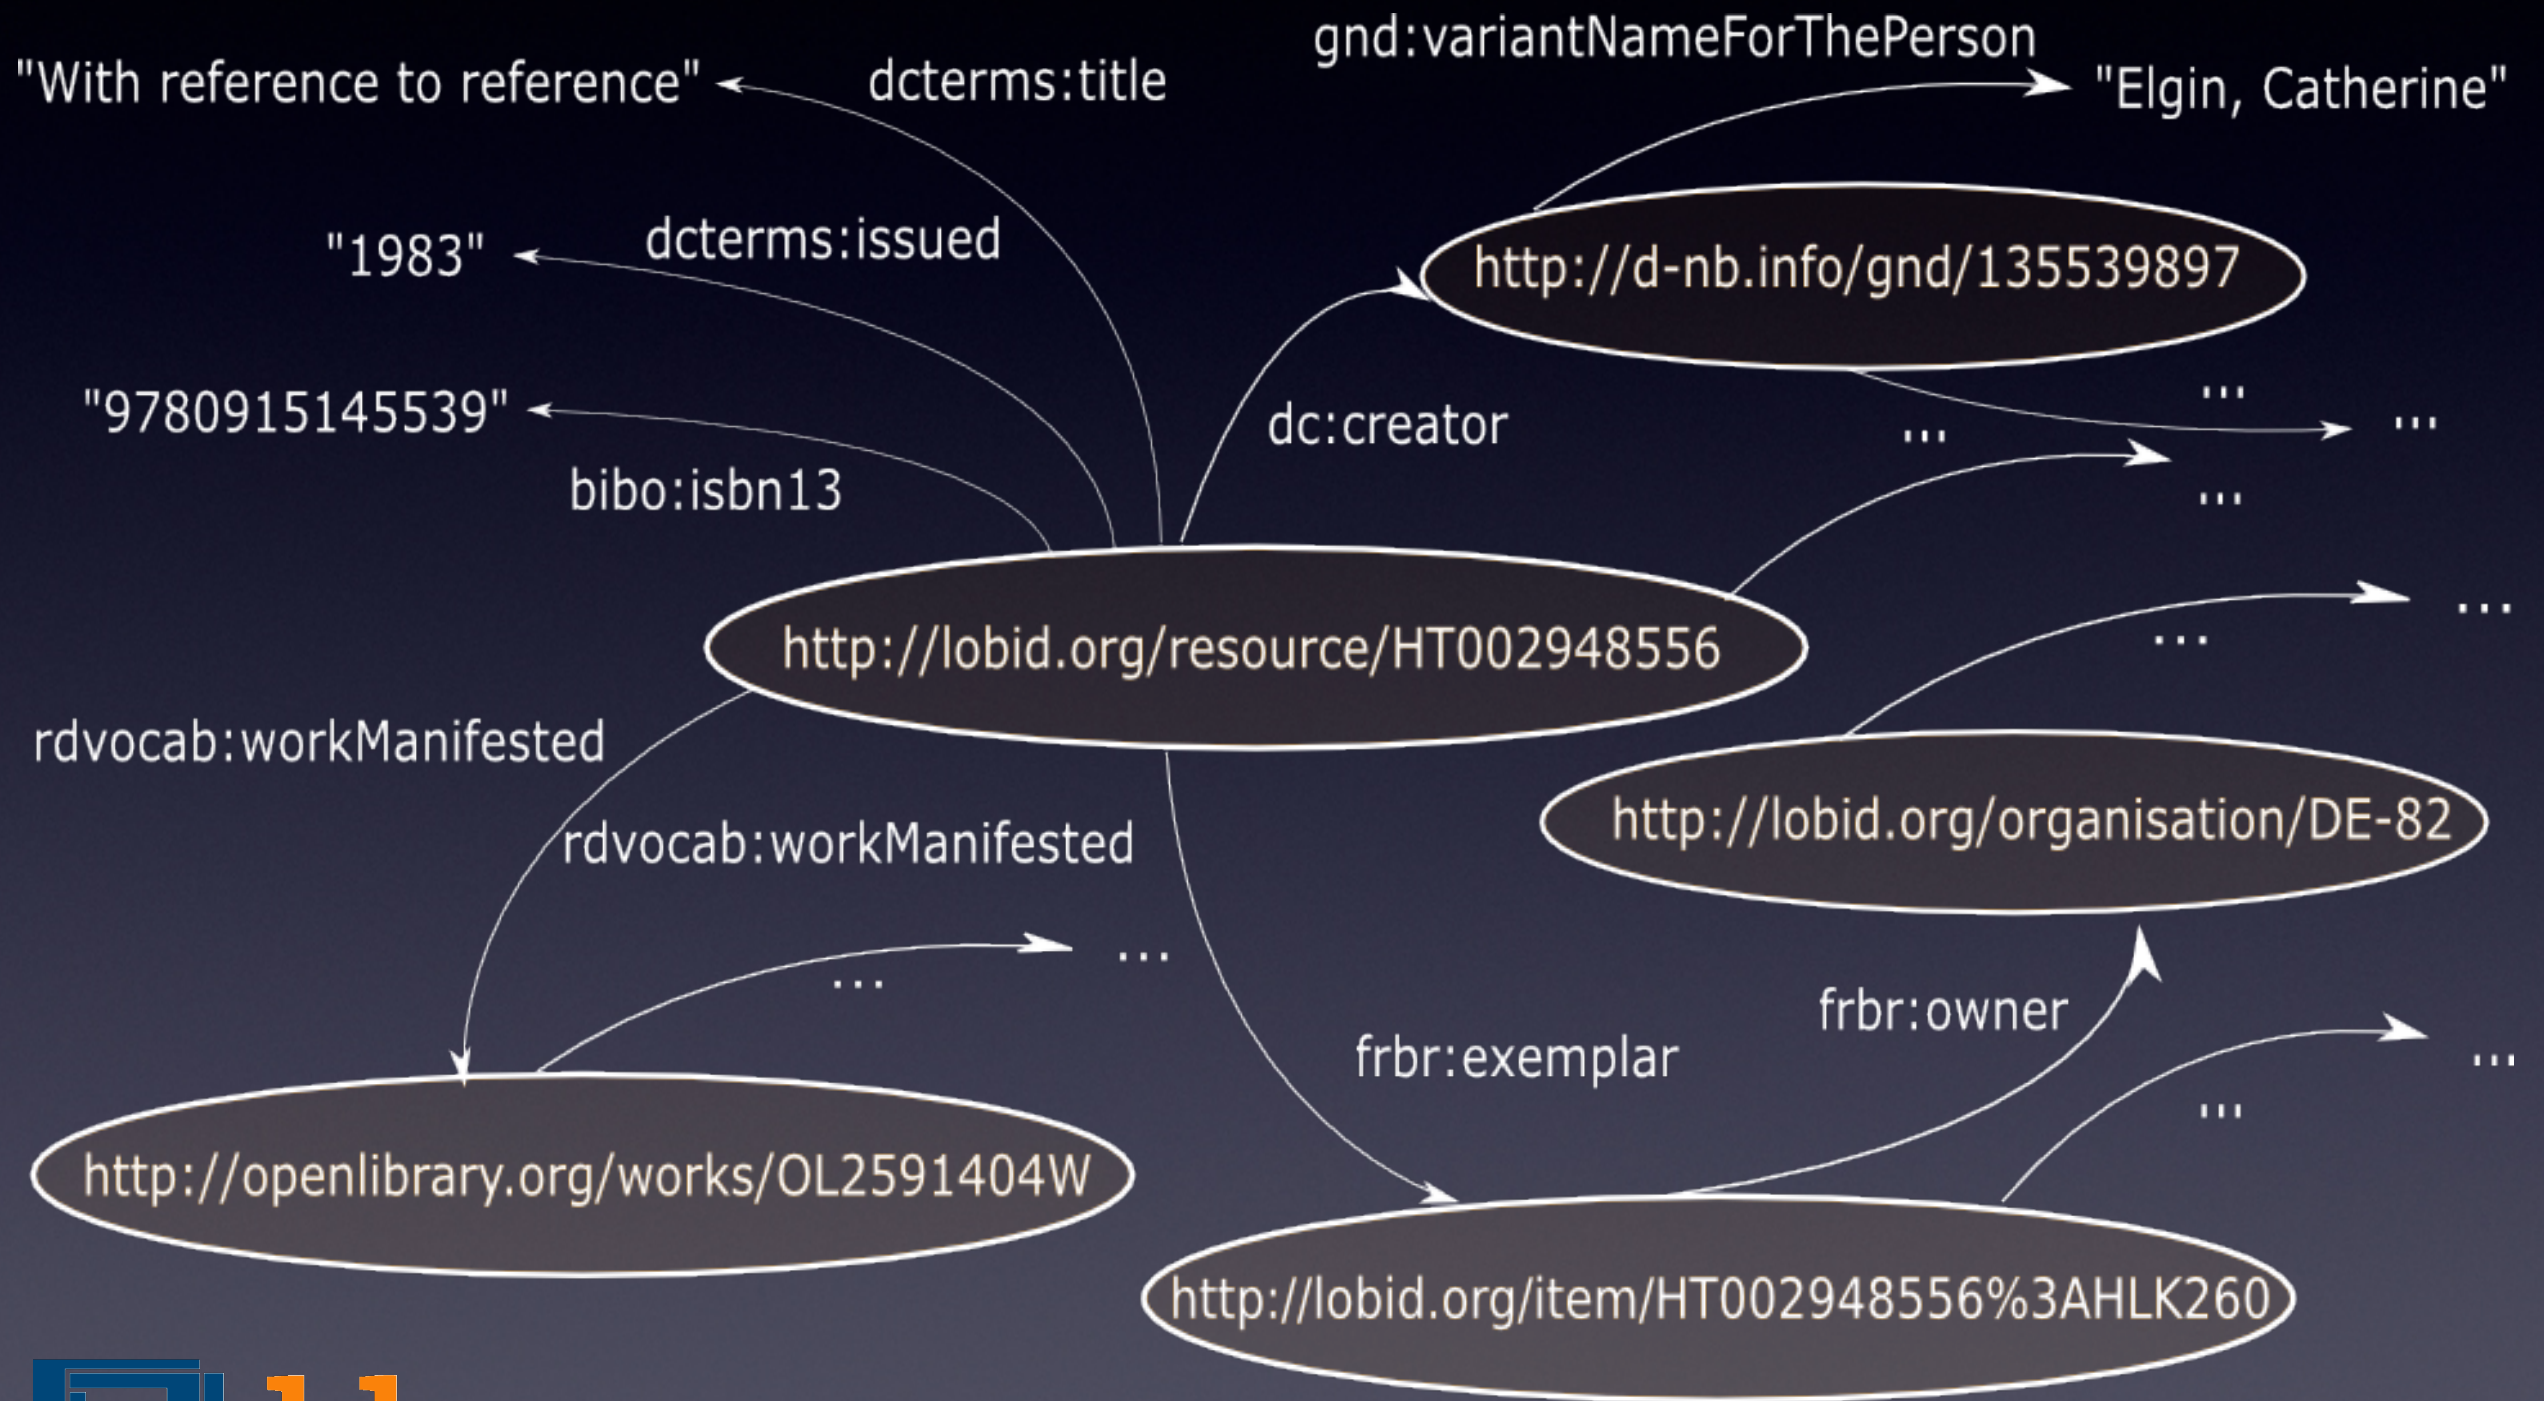 gnd:variantNameForThePerson
"With reference to reference"
dcterms:title
"Elgin, Catherine"
"1983"
dcterms:issued
http://d-nb.info/gnd/135539897
"9780915145539"
dc:creator
...
...
...
...
bibo:isbn13
...
http://lobid.org/resource/HT002948556
...
rdvocab:workManifested
http://lobid.org/organisation/DE-82
rdvocab:workManifested
...
...
frbr:owner
frbr:exemplar
...
...
http://openlibrary.org/works/OL2591404W
http://lobid.org/item/HT002948556%3AHLK260